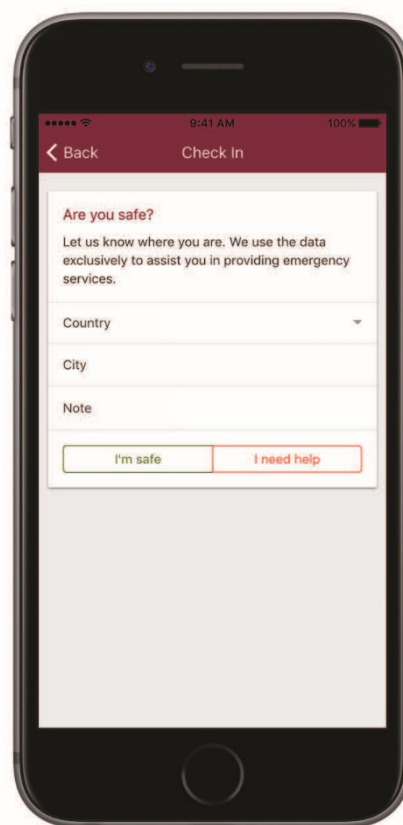 9:41 AM 100%
Back Check In
Are you safe?
Let us know where you are. We use the data
exclusively to assist you in providing emergency
services.
Country
City
Note
I'm safe I need help